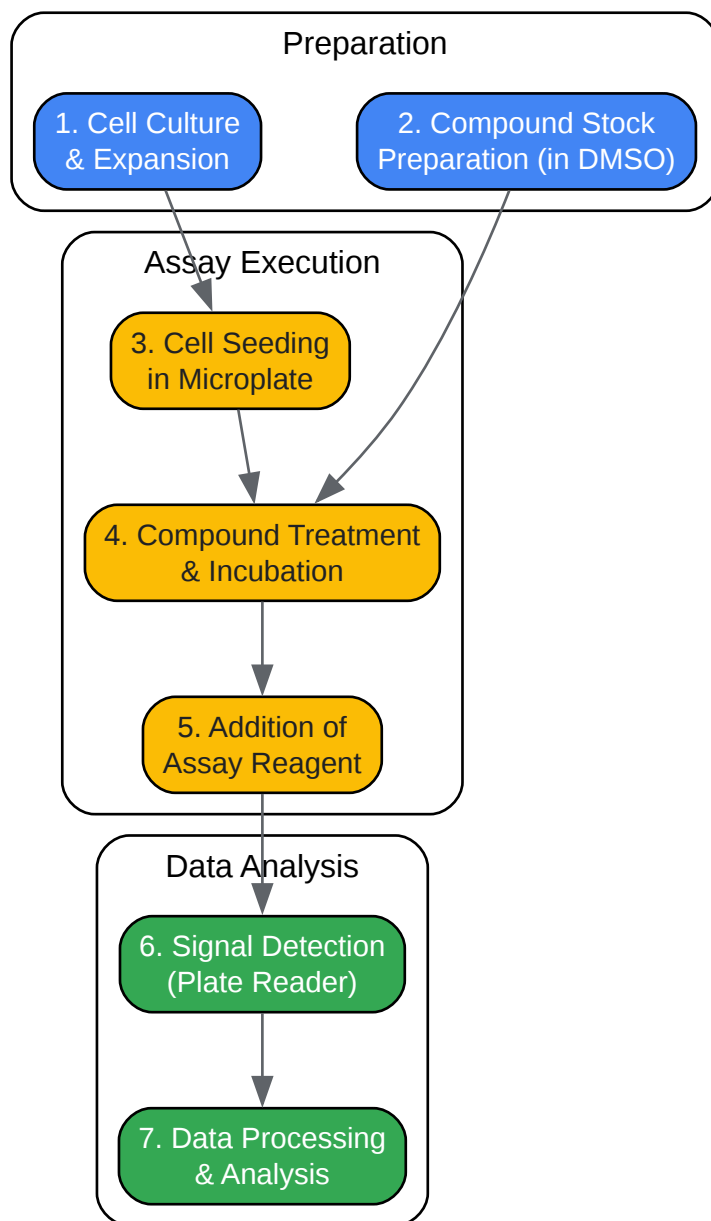 Preparation
1. Cell Culture
& Expansion
2. Compound Stock
Preparation (in DMSO)
Assay Execution
3. Cell Seeding
in Microplate
4. Compound Treatment
& Incubation
5. Addition of
Assay Reagent
Data Analysis
6. Signal Detection
(Plate Reader)
7. Data Processing
& Analysis